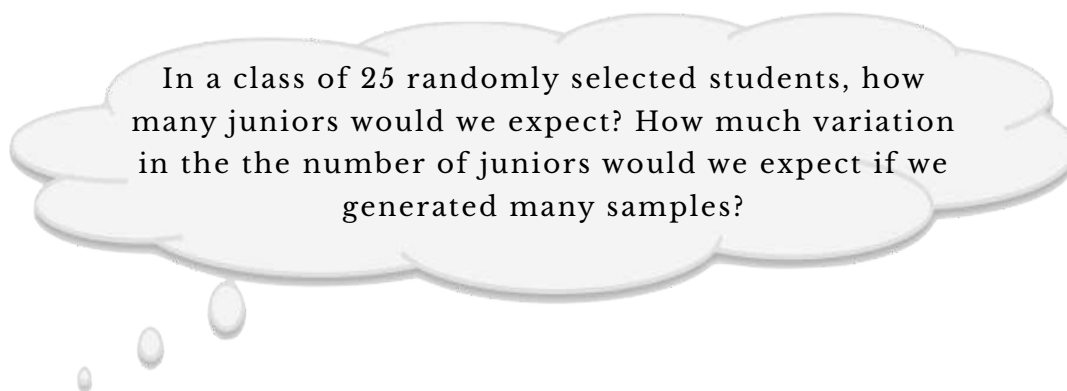 In a class of 25 randomly selected students, how
many juniors would we expect? How much variation
in the the number of juniors would we expect if we
generated many samples?